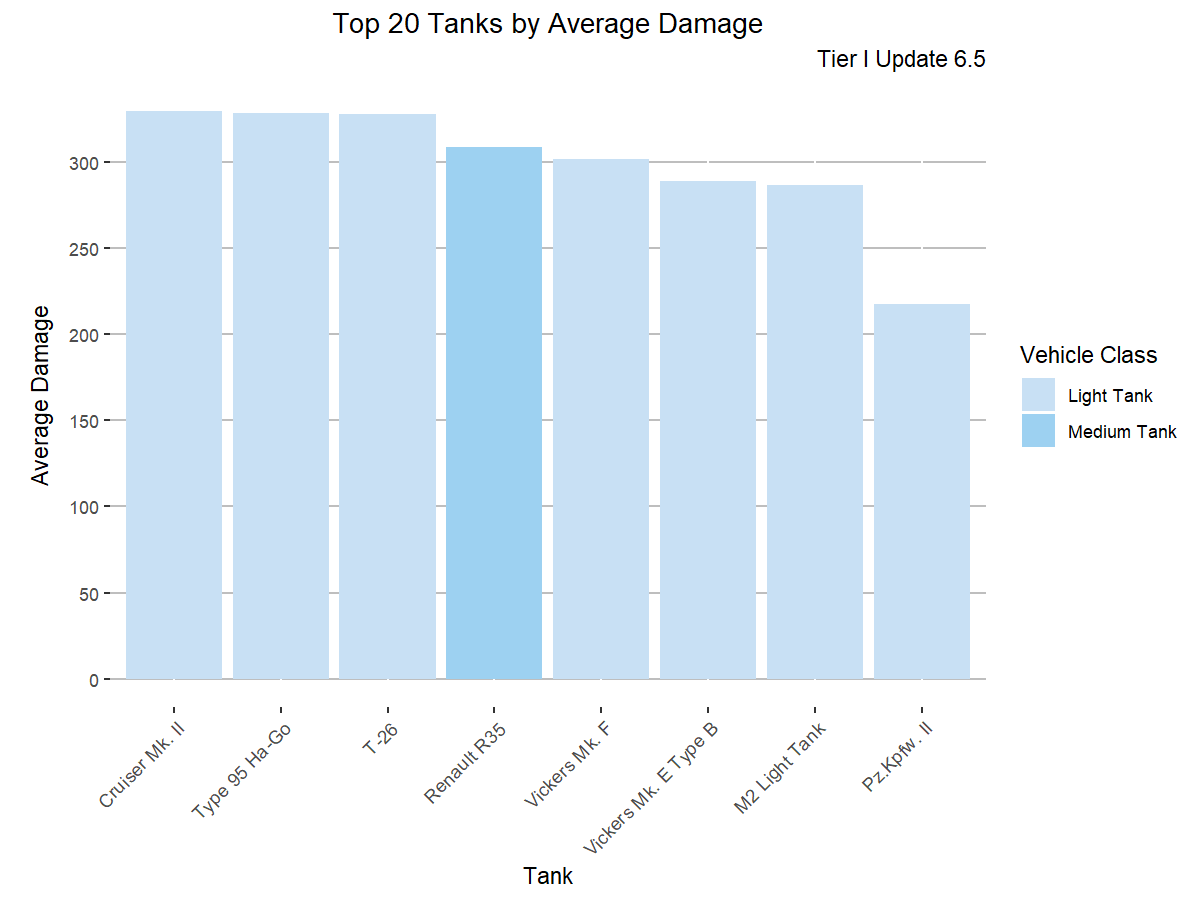 Top 20 Tanks by Average Damage
Tier I Update 6.5
Average Damage
300
250
200
150
100
50
0
Cruiser Mk. II
Type 95 Ha-Go
T-26
Renault R35
Vickers Mk. F
Vickers Mk. E Type B
M2 Light Tank
Pz.Kpfw. II
Tank
Vehicle Class
Light Tank
Medium Tank